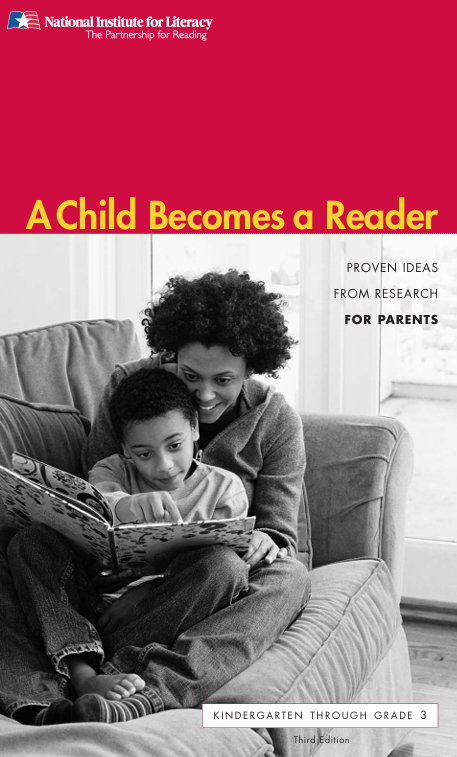 National Institute for Literacy
The Partnership for Reading
A Child Becomes a Reader
PROVEN IDEAS
FROM RESEARCH
FOR PARENTS
KINDERGARTEN THROUGH GRADE 3
Third Edition